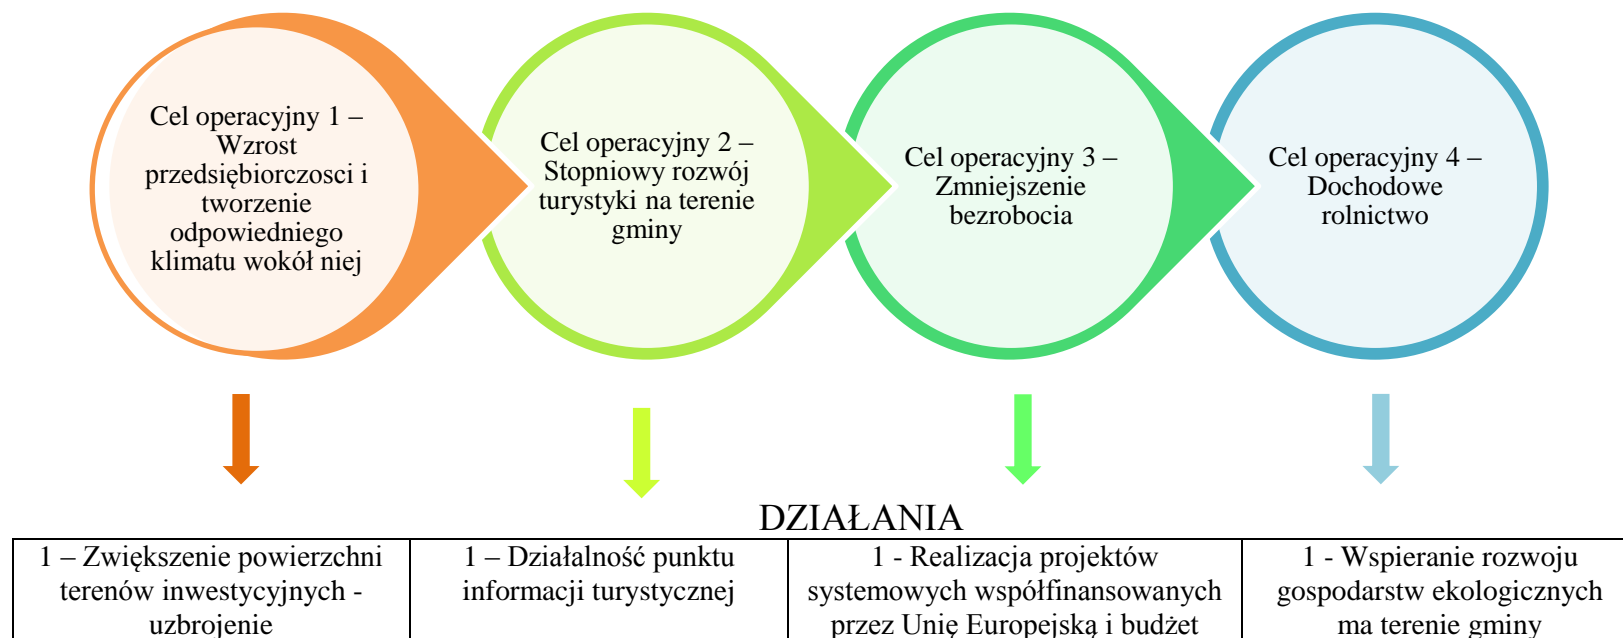 Cel operacyjny 1 –
Wzrost
przedsiębiorczosci i
tworzenie
odpowiedniego
klimatu wokół niej
Cel operacyjny 2 –
Stopniowy rozwój
turystyki na terenie
gminy
Cel operacyjny 3 –
Zmniejszenie
bezrobocia
Cel operacyjny 4 –
Dochodowe
rolnictwo
DZIAŁANIA
1 – Zwiększenie powierzchni
terenów inwestycyjnych -
uzbrojenie
1 – Działalność punktu
informacji turystycznej
1 - Realizacja projektów
systemowych współfinansowanych
przez Unię Europejską i budżet
1 - Wspieranie rozwoju
gospodarstw ekologicznych
ma terenie gminy